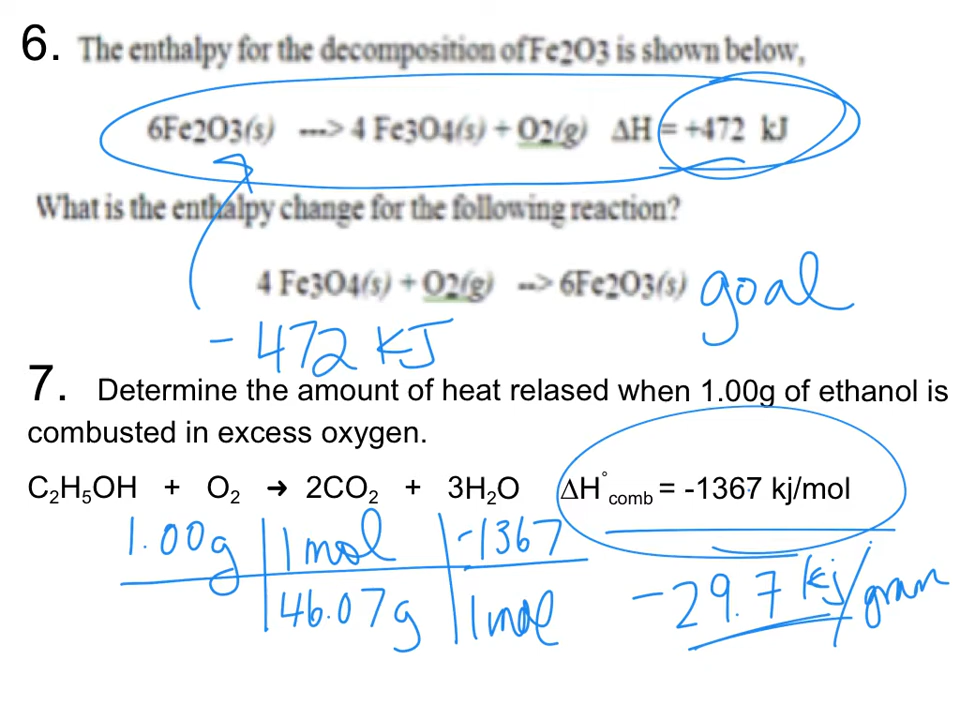 6. The enthalpy for the decomposition of Fe2O3 is shown below,
6Fe2O3(s) ---> 4 Fe3O4(s) + O2(g) ΔH = +472 kJ
What is the enthalpy change for the following reaction?
4 Fe3O4(s) + O2(g) --> 6Fe2O3(s) goal
- 472 KJ
7. Determine the amount of heat relased when 1.00g of ethanol is
combusted in excess oxygen.
C₂H₅OH + O₂ ➔ 2CO₂ + 3H₂O ΔH°comb = -1367 kj/mol
1.00g 1 mol -1367
46.07g 1 mol -29.7 kj/gram